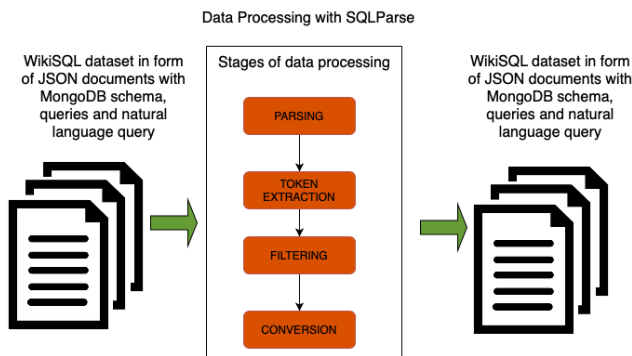 Data Processing with SQLParse
WikiSQL dataset in form
of JSON documents with
MongoDB schema,
queries and natural
language query
Stages of data processing
PARSING
TOKEN
EXTRACTION
FILTERING
CONVERSION
WikiSQL dataset in form
of JSON documents with
MongoDB schema,
queries and natural
language query